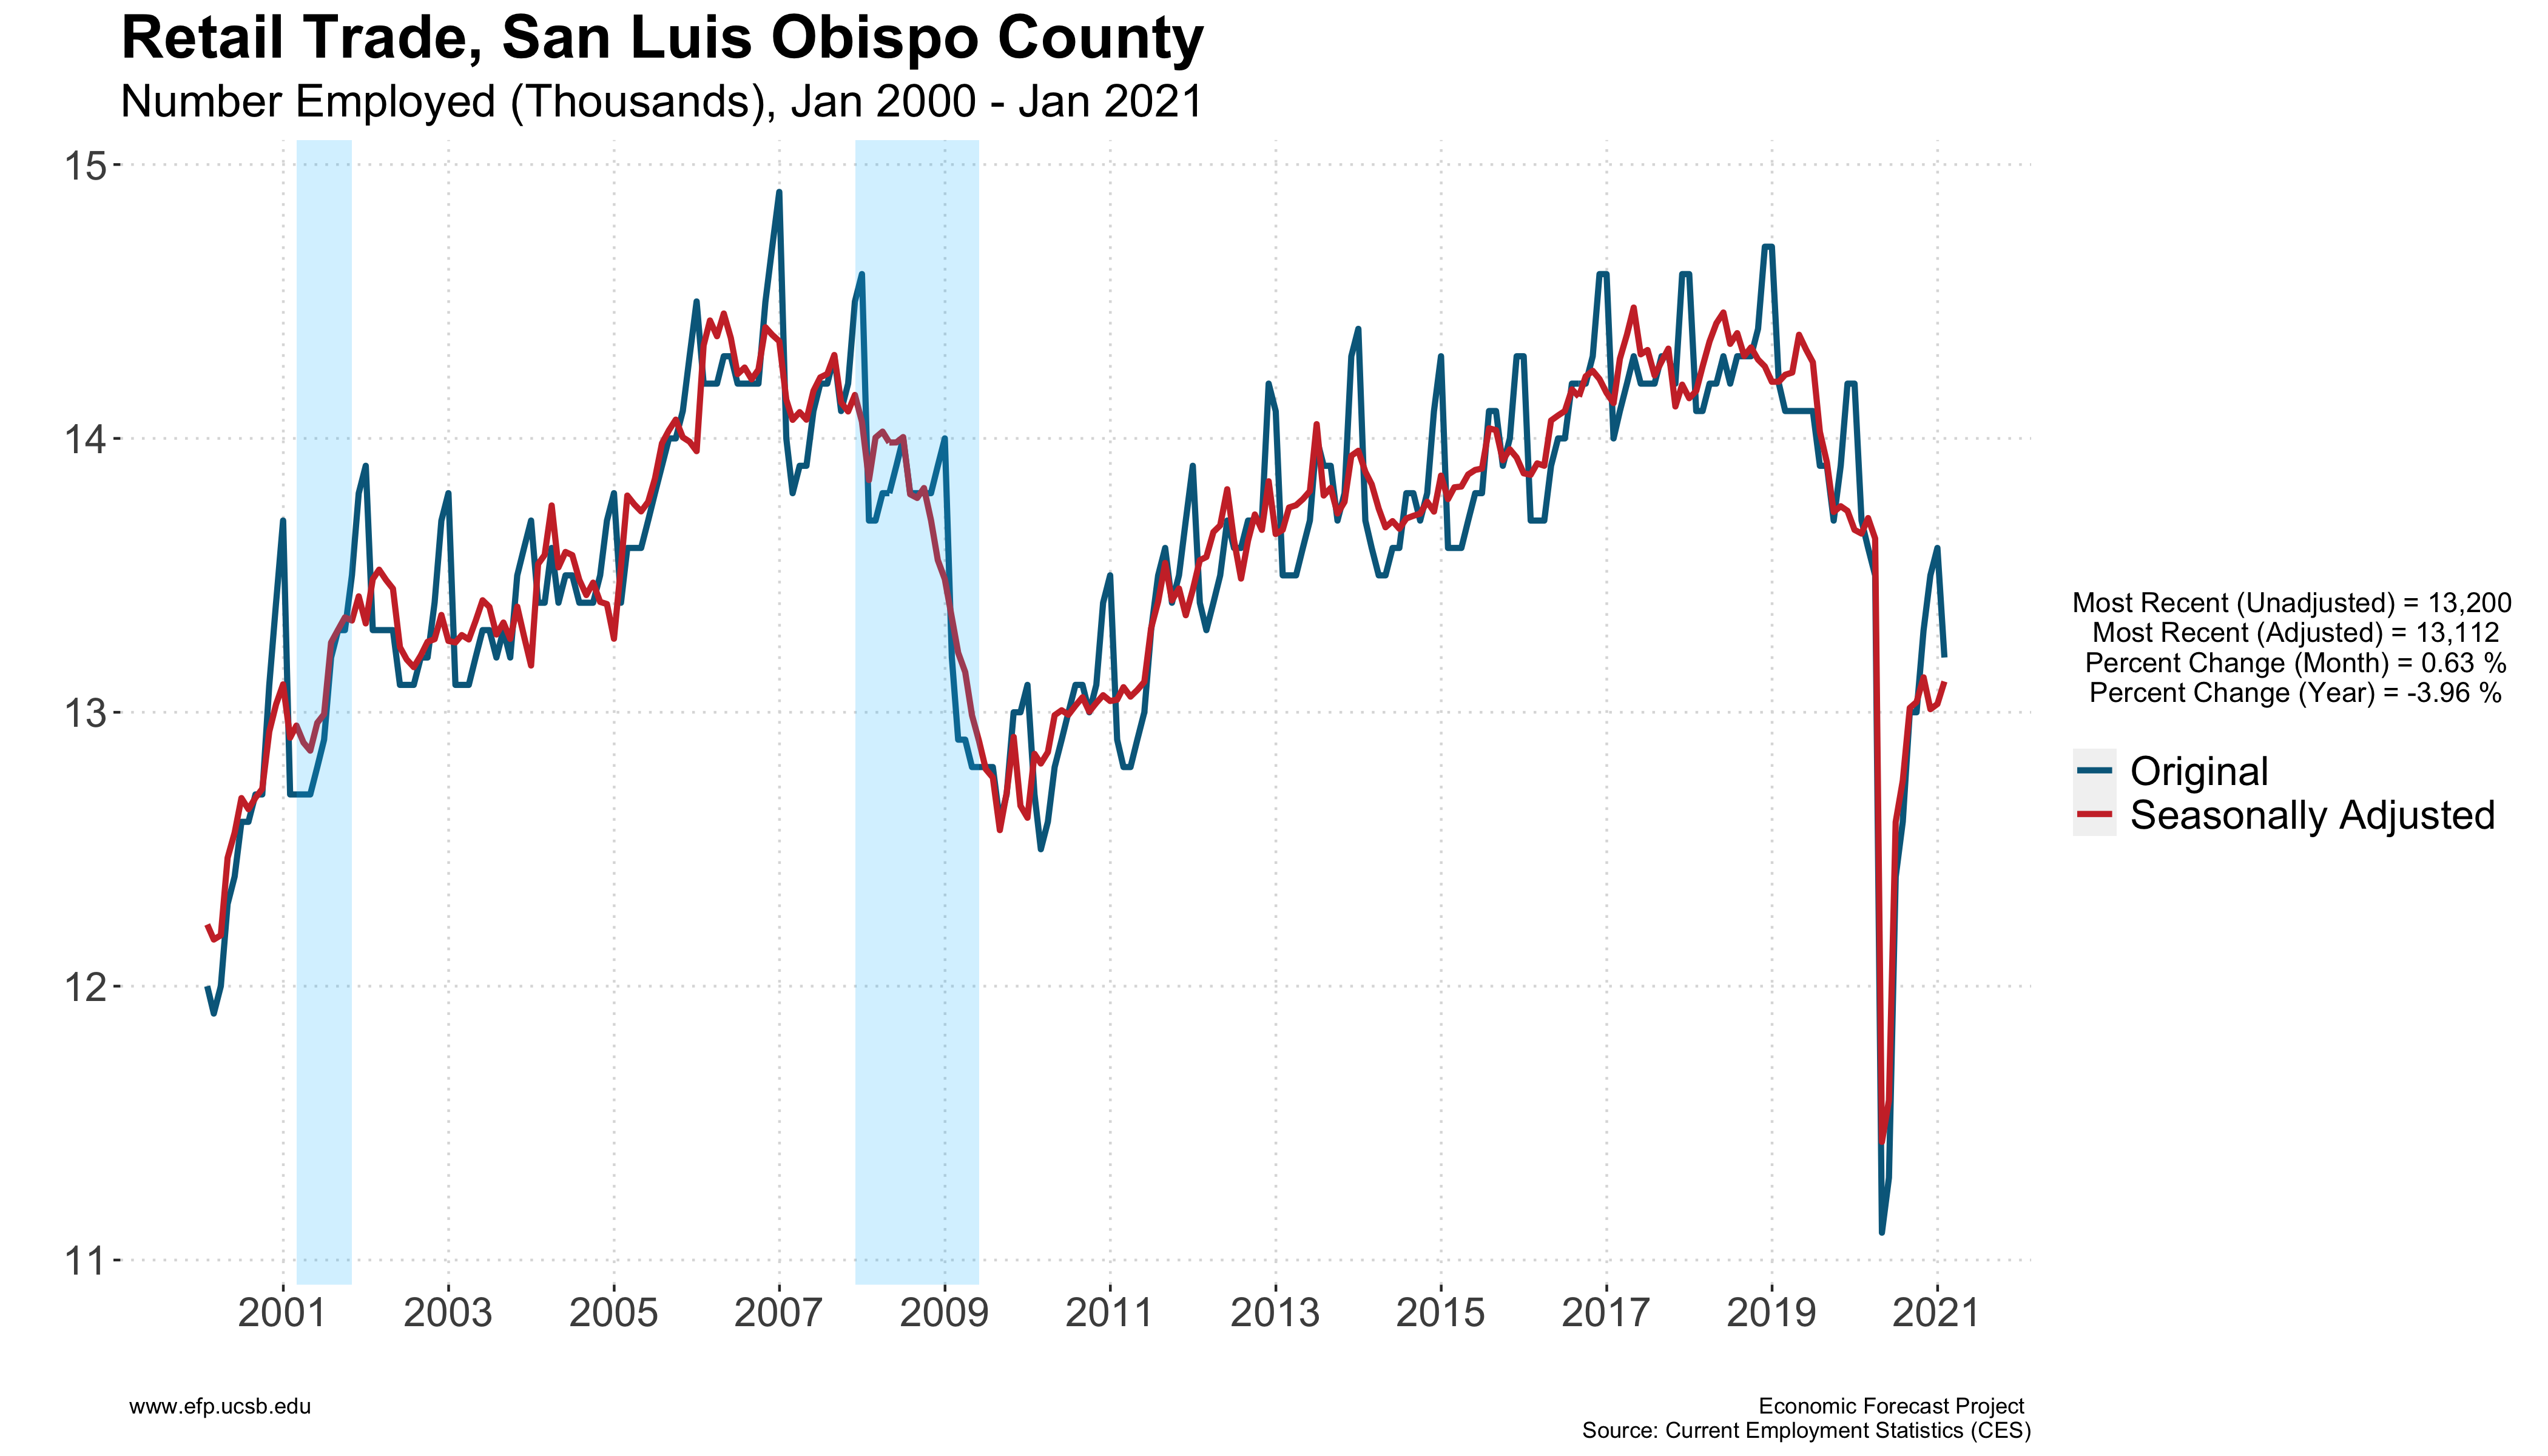 Retail Trade, San Luis Obispo County
Number Employed (Thousands), Jan 2000 - Jan 2021
15
14
13
12
11
2001 2003 2005 2007 2009 2011 2013 2015 2017 2019 2021
Most Recent (Unadjusted) = 13,200
Most Recent (Adjusted) = 13,112
Percent Change (Month) = 0.63 %
Percent Change (Year) = -3.96 %
Original
Seasonally Adjusted
www.efp.ucsb.edu
Economic Forecast Project
Source: Current Employment Statistics (CES)